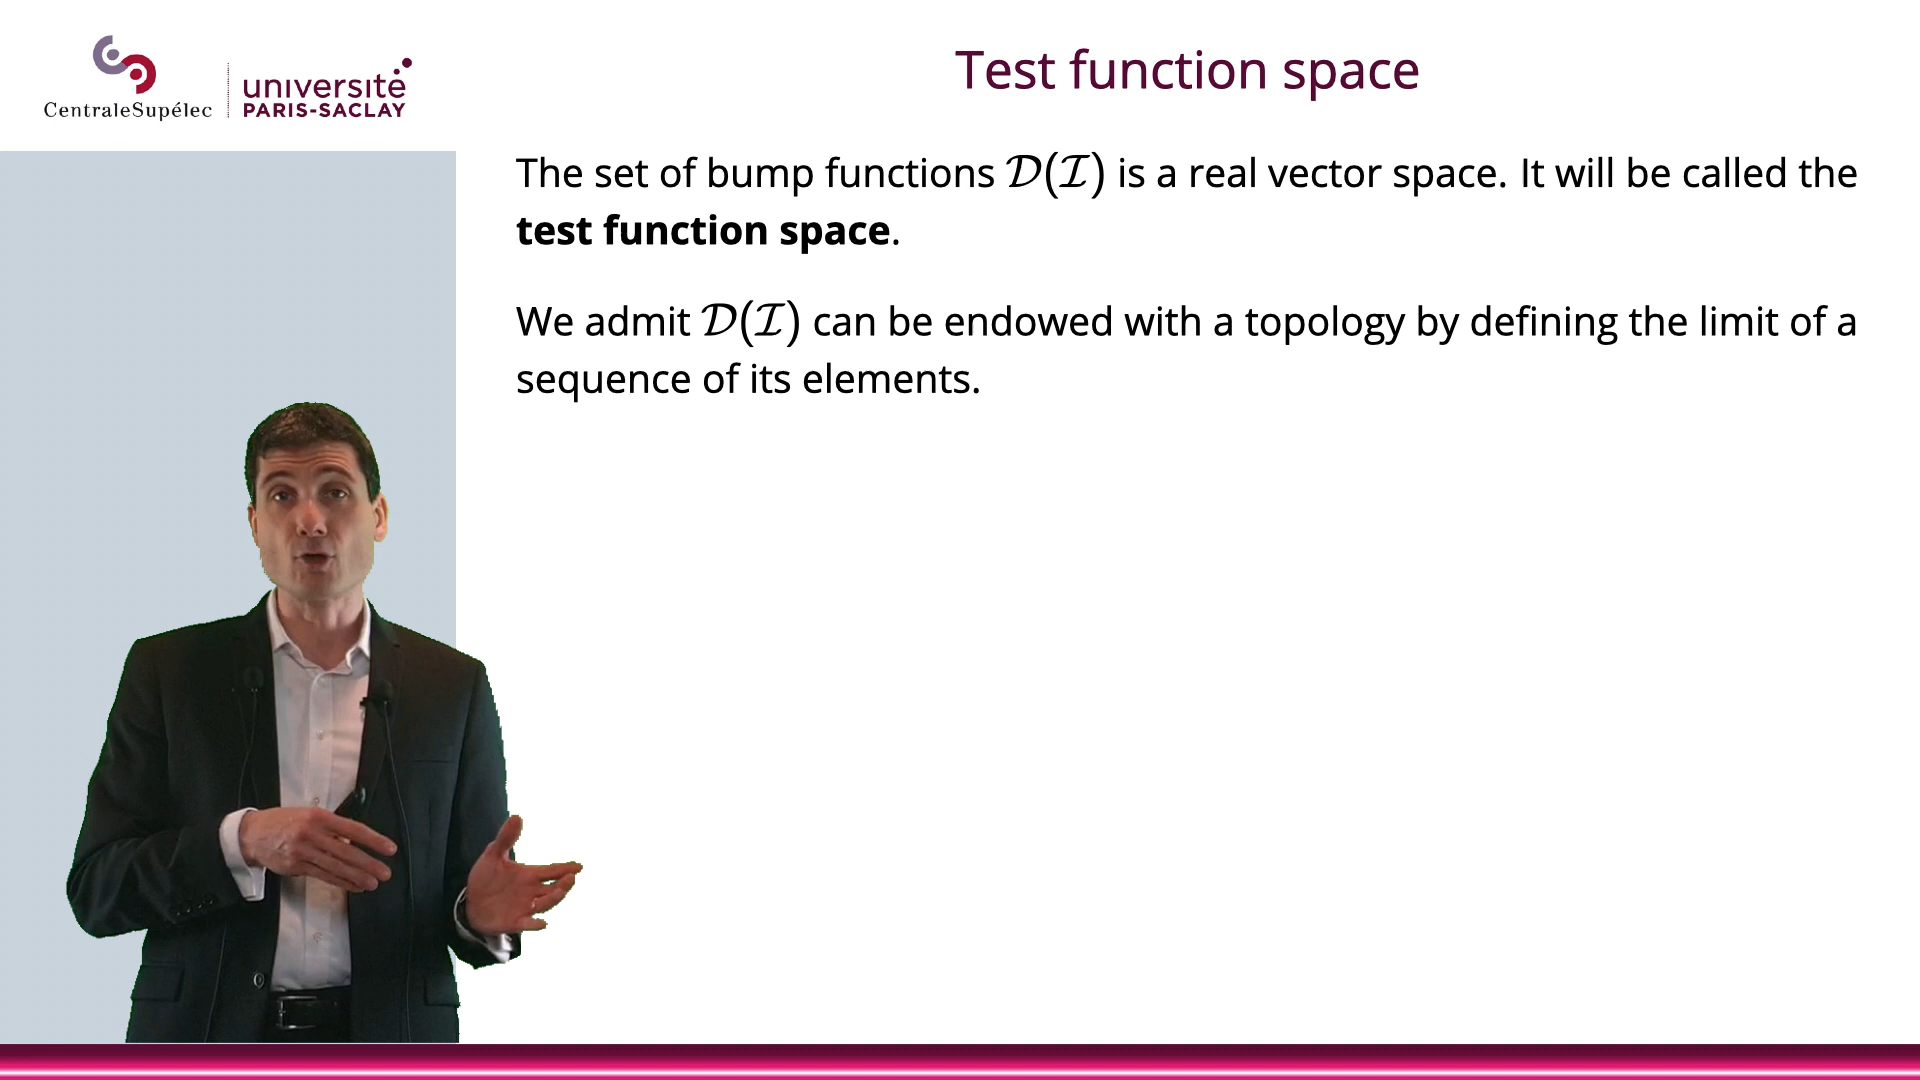 CentraleSupélec
université
PARIS-SACLAY
Test function space
The set of bump functions 𝒟(ℐ) is a real vector space. It will be called the
test function space.
We admit 𝒟(ℐ) can be endowed with a topology by defining the limit of a
sequence of its elements.